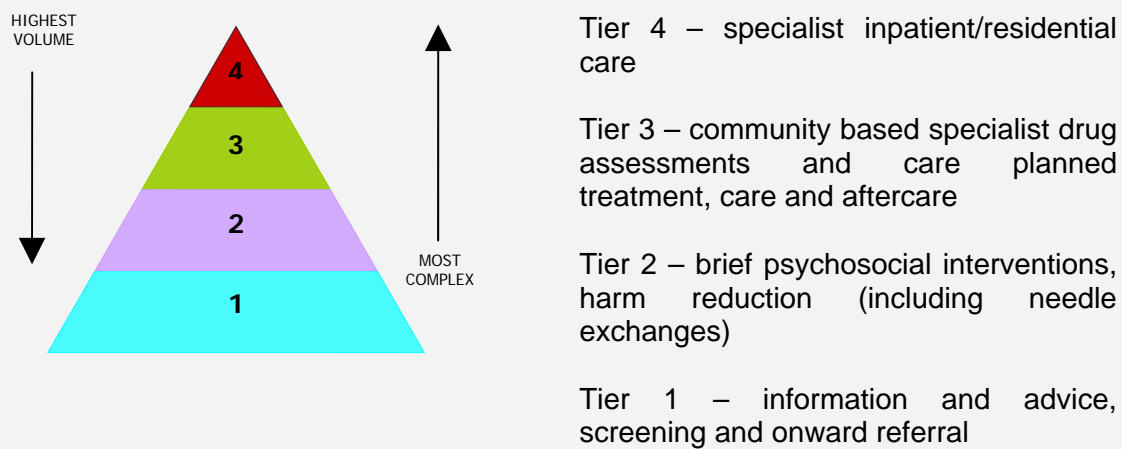 HIGHEST
VOLUME
4
3
2
1
MOST
COMPLEX
Tier 4 – specialist inpatient/residential
care
Tier 3 – community based specialist drug
assessments and care planned
treatment, care and aftercare
Tier 2 – brief psychosocial interventions,
harm reduction (including needle
exchanges)
Tier 1 – information and advice,
screening and onward referral